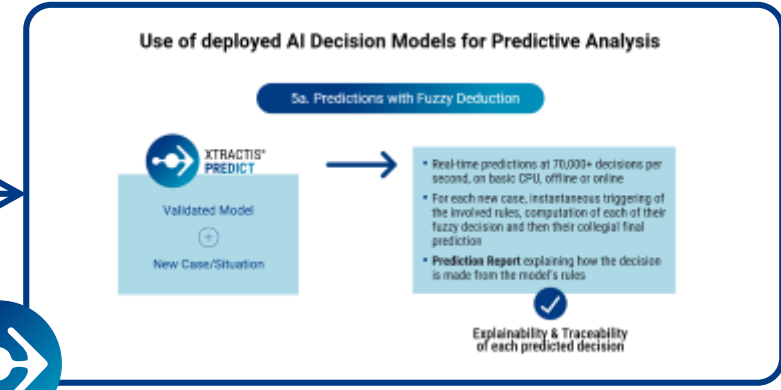 Use of deployed AI Decision Models for Predictive Analysis
5a. Predictions with Fuzzy Deduction
XTRACTIS®
PREDICT
Validated Model
New Case/Situation
• Real-time predictions at 70,000+ decisions per
second, on basic CPU, offline or online
• For each new case, instantaneous triggering of
the involved rules, computation of each of their
fuzzy decision and then their collegial final
prediction
• Prediction Report explaining how the decision
is made from the model's rules
Explainability & Traceability
of each predicted decision